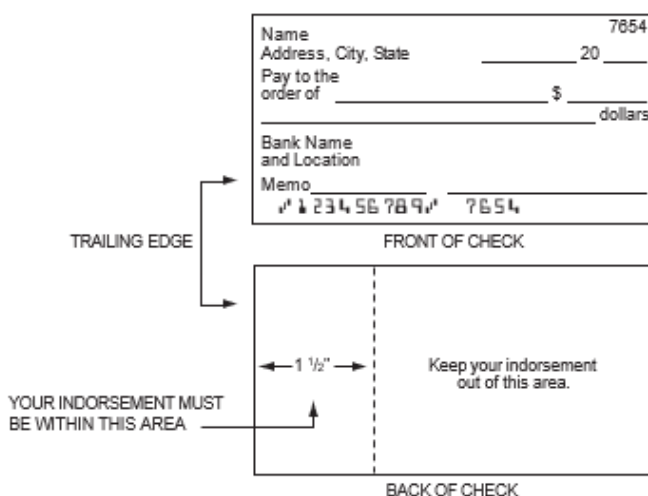 7654
Name
Address, City, State 20
Pay to the
order of $
dollars
Bank Name
and Location
Memo
⑈123456789⑈ 7654
TRAILING EDGE
FRONT OF CHECK
1 ½"
Keep your indorsement
out of this area.
YOUR INDORSEMENT MUST
BE WITHIN THIS AREA
BACK OF CHECK